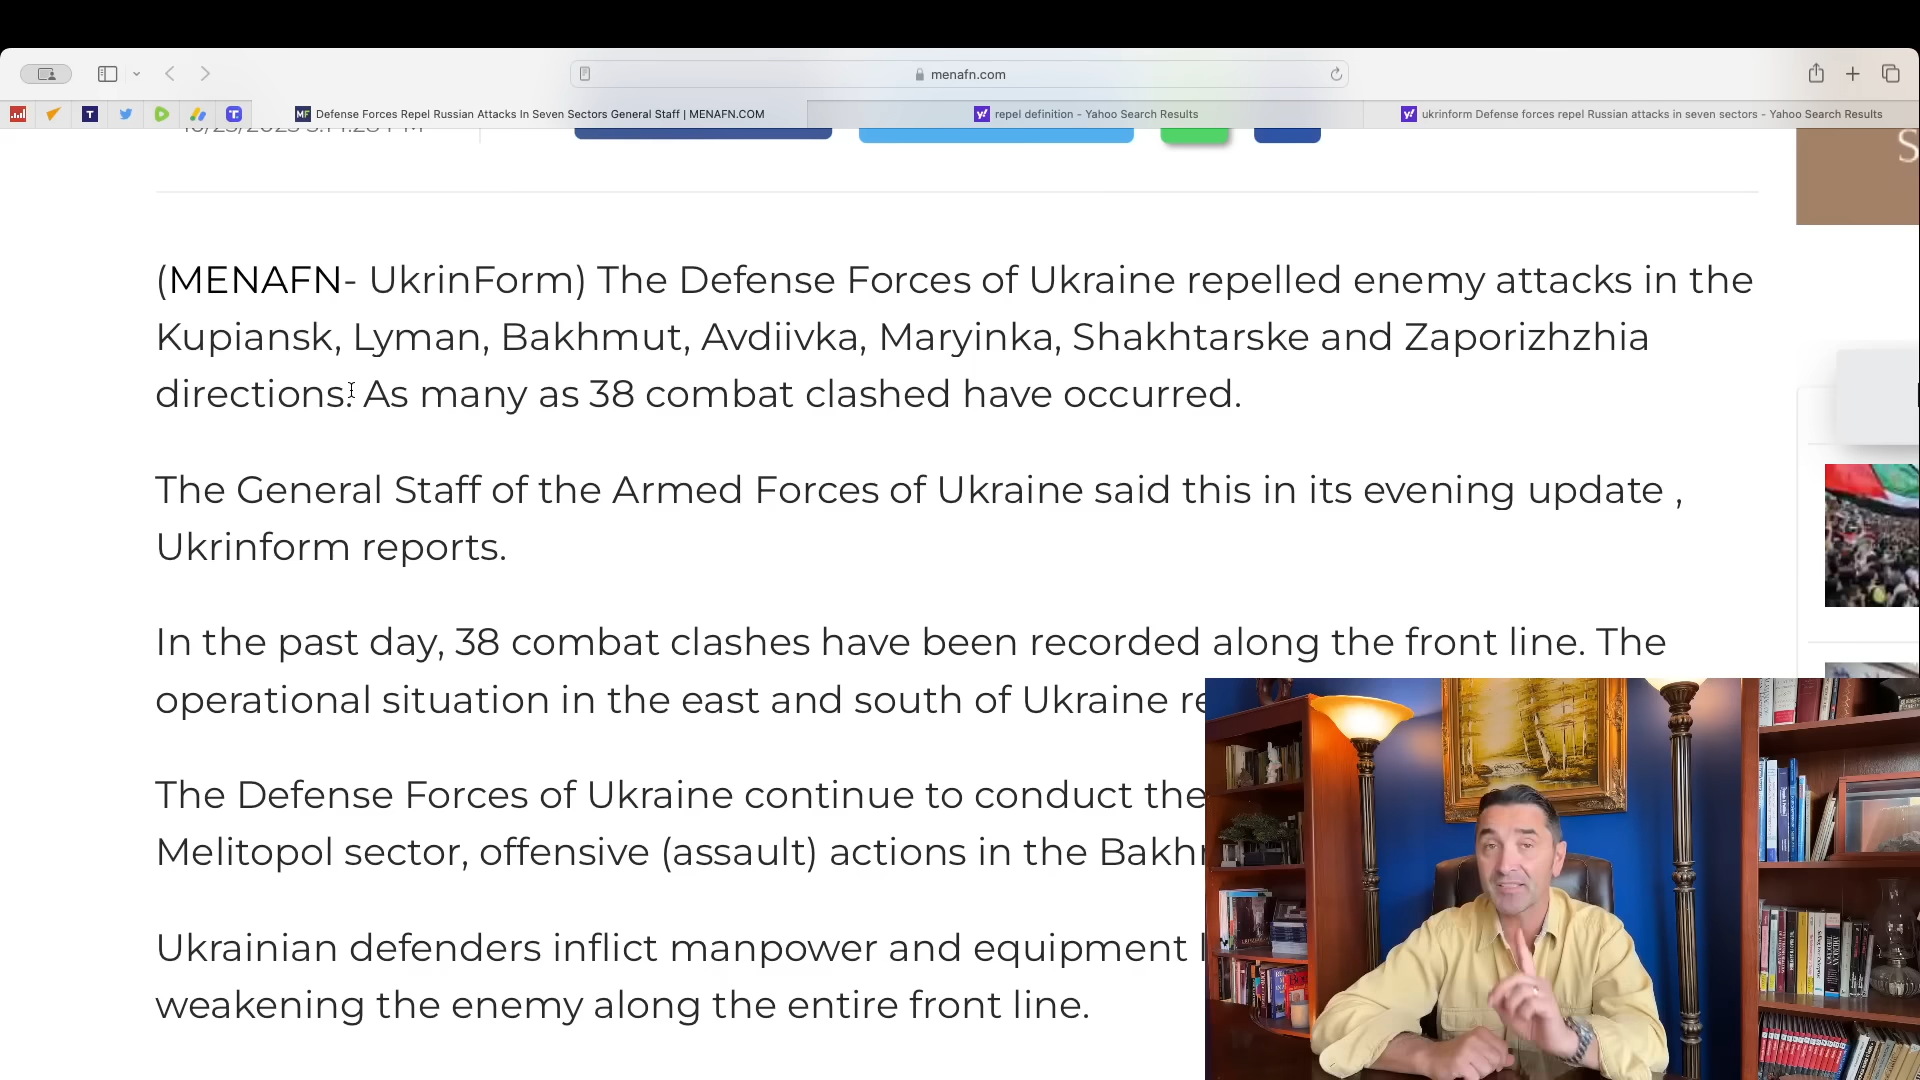 menafn.com
Defense Forces Repel Russian Attacks In Seven Sectors General Staff | MENAFN.COM
repel definition - Yahoo Search Results
ukrinform Defense forces repel Russian attacks in seven sectors - Yahoo Search Results
(MENAFN- UkrinForm) The Defense Forces of Ukraine repelled enemy attacks in the
Kupiansk, Lyman, Bakhmut, Avdiivka, Maryinka, Shakhtarske and Zaporizhzhia
directions. As many as 38 combat clashed have occurred.
The General Staff of the Armed Forces of Ukraine said this in its evening update ,
Ukrinform reports.
In the past day, 38 combat clashes have been recorded along the front line. The
operational situation in the east and south of Ukraine re
The Defense Forces of Ukraine continue to conduct the
Melitopol sector, offensive (assault) actions in the Bakh
Ukrainian defenders inflict manpower and equipment
weakening the enemy along the entire front line.